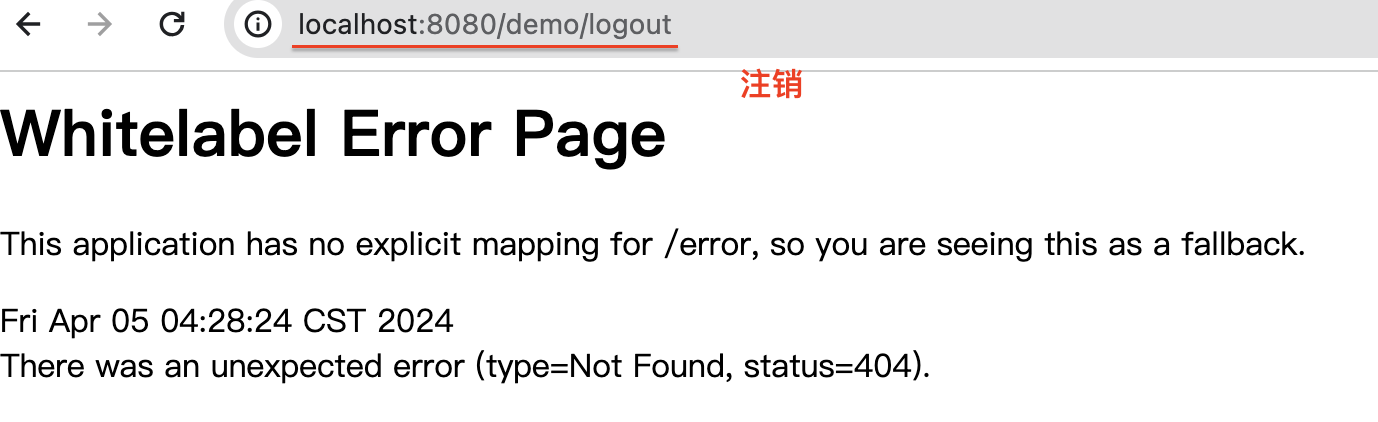 localhost:8080/demo/logout
注销
Whitelabel Error Page
This application has no explicit mapping for /error, so you are seeing this as a fallback.
Fri Apr 05 04:28:24 CST 2024
There was an unexpected error (type=Not Found, status=404).